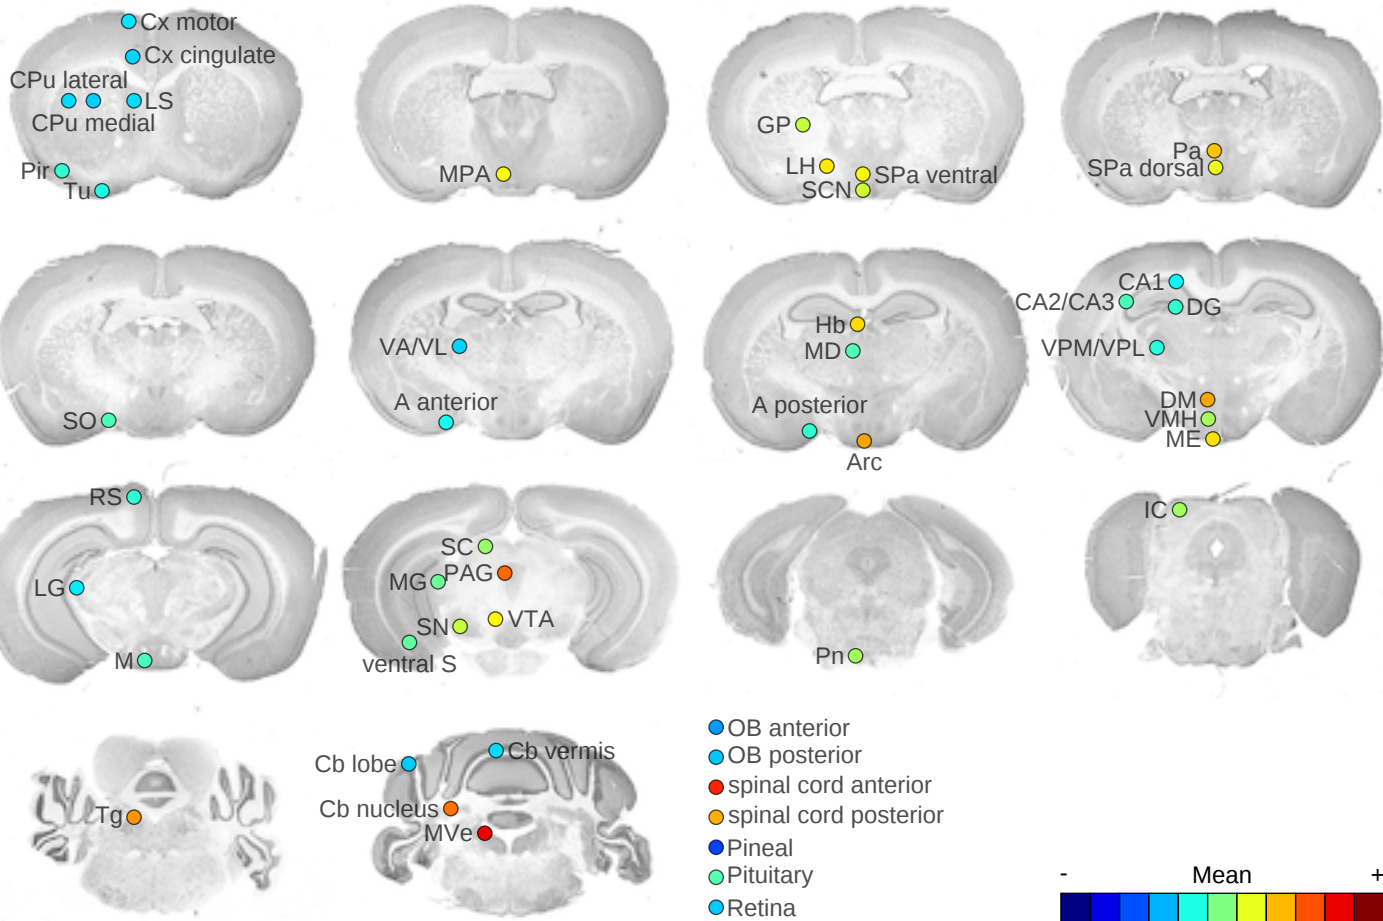 Cx motor
Cx cingulate
CPu lateral
LS
CPu medial
Pir
Tu
MPA
GP
LH
SPa ventral
SCN
Pa
SPa dorsal
SO
VA/VL
A anterior
Hb
MD
A posterior
Arc
CA1
CA2/CA3
DG
VPM/VPL
DM
VMH
ME
RS
LG
M
SC
MG
PAG
SN
VTA
ventral S
Pn
IC
Tg
Cb lobe
Cb vermis
Cb nucleus
MVe
OB anterior
OB posterior
spinal cord anterior
spinal cord posterior
Pineal
Pituitary
Retina
- Mean +